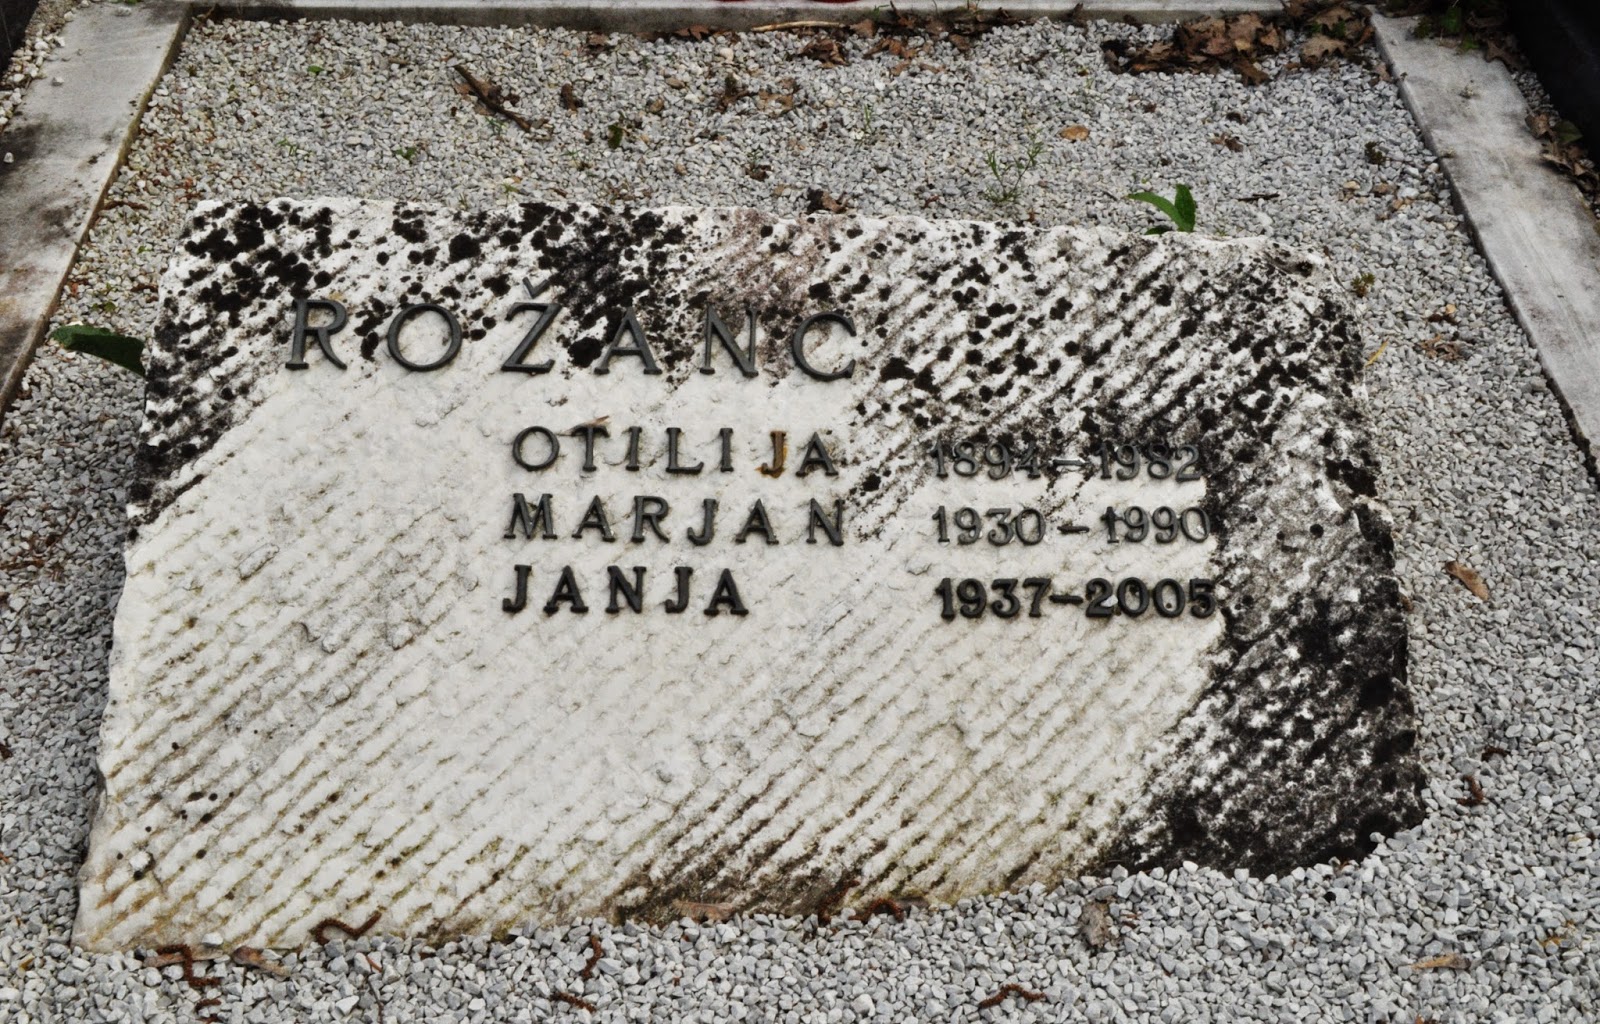 ROŽANC
OTILIJA 1894-1982
MARJAN 1930-1990
JANJA 1937-2005